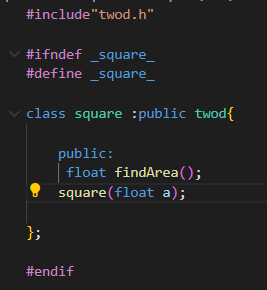 #include"twod.h"
#ifndef _square_
#define _square_
class square :public twod{
public:
float findArea();
square(float a);
};
#endif